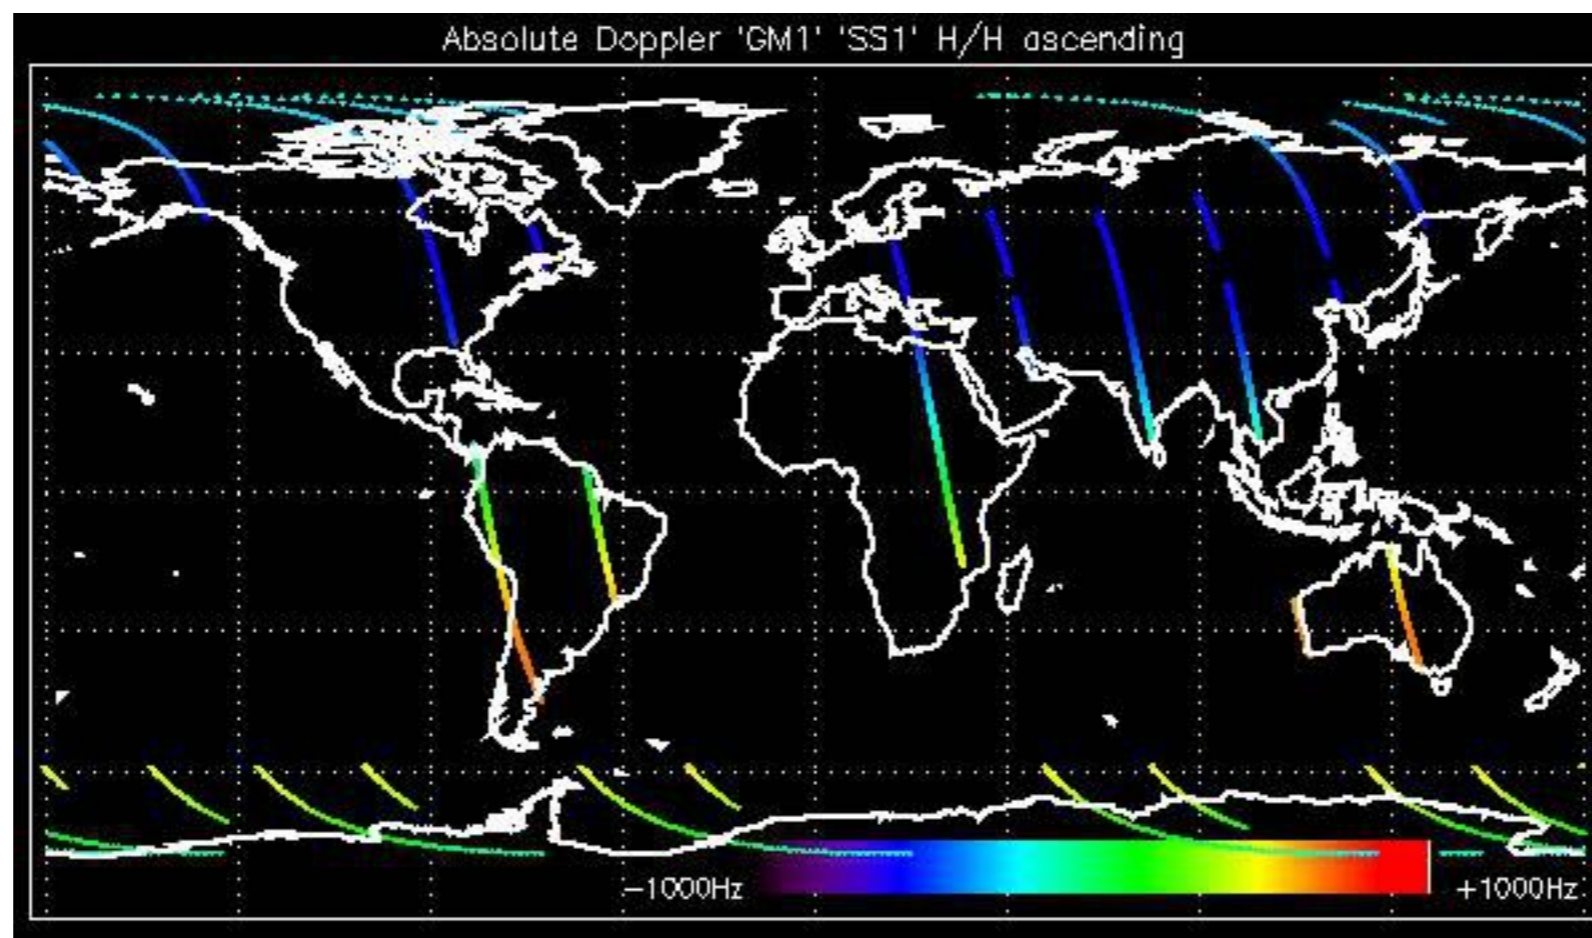 Absolute Doppler 'GM1' 'SS1' H/H ascending
−1000Hz
+1000Hz